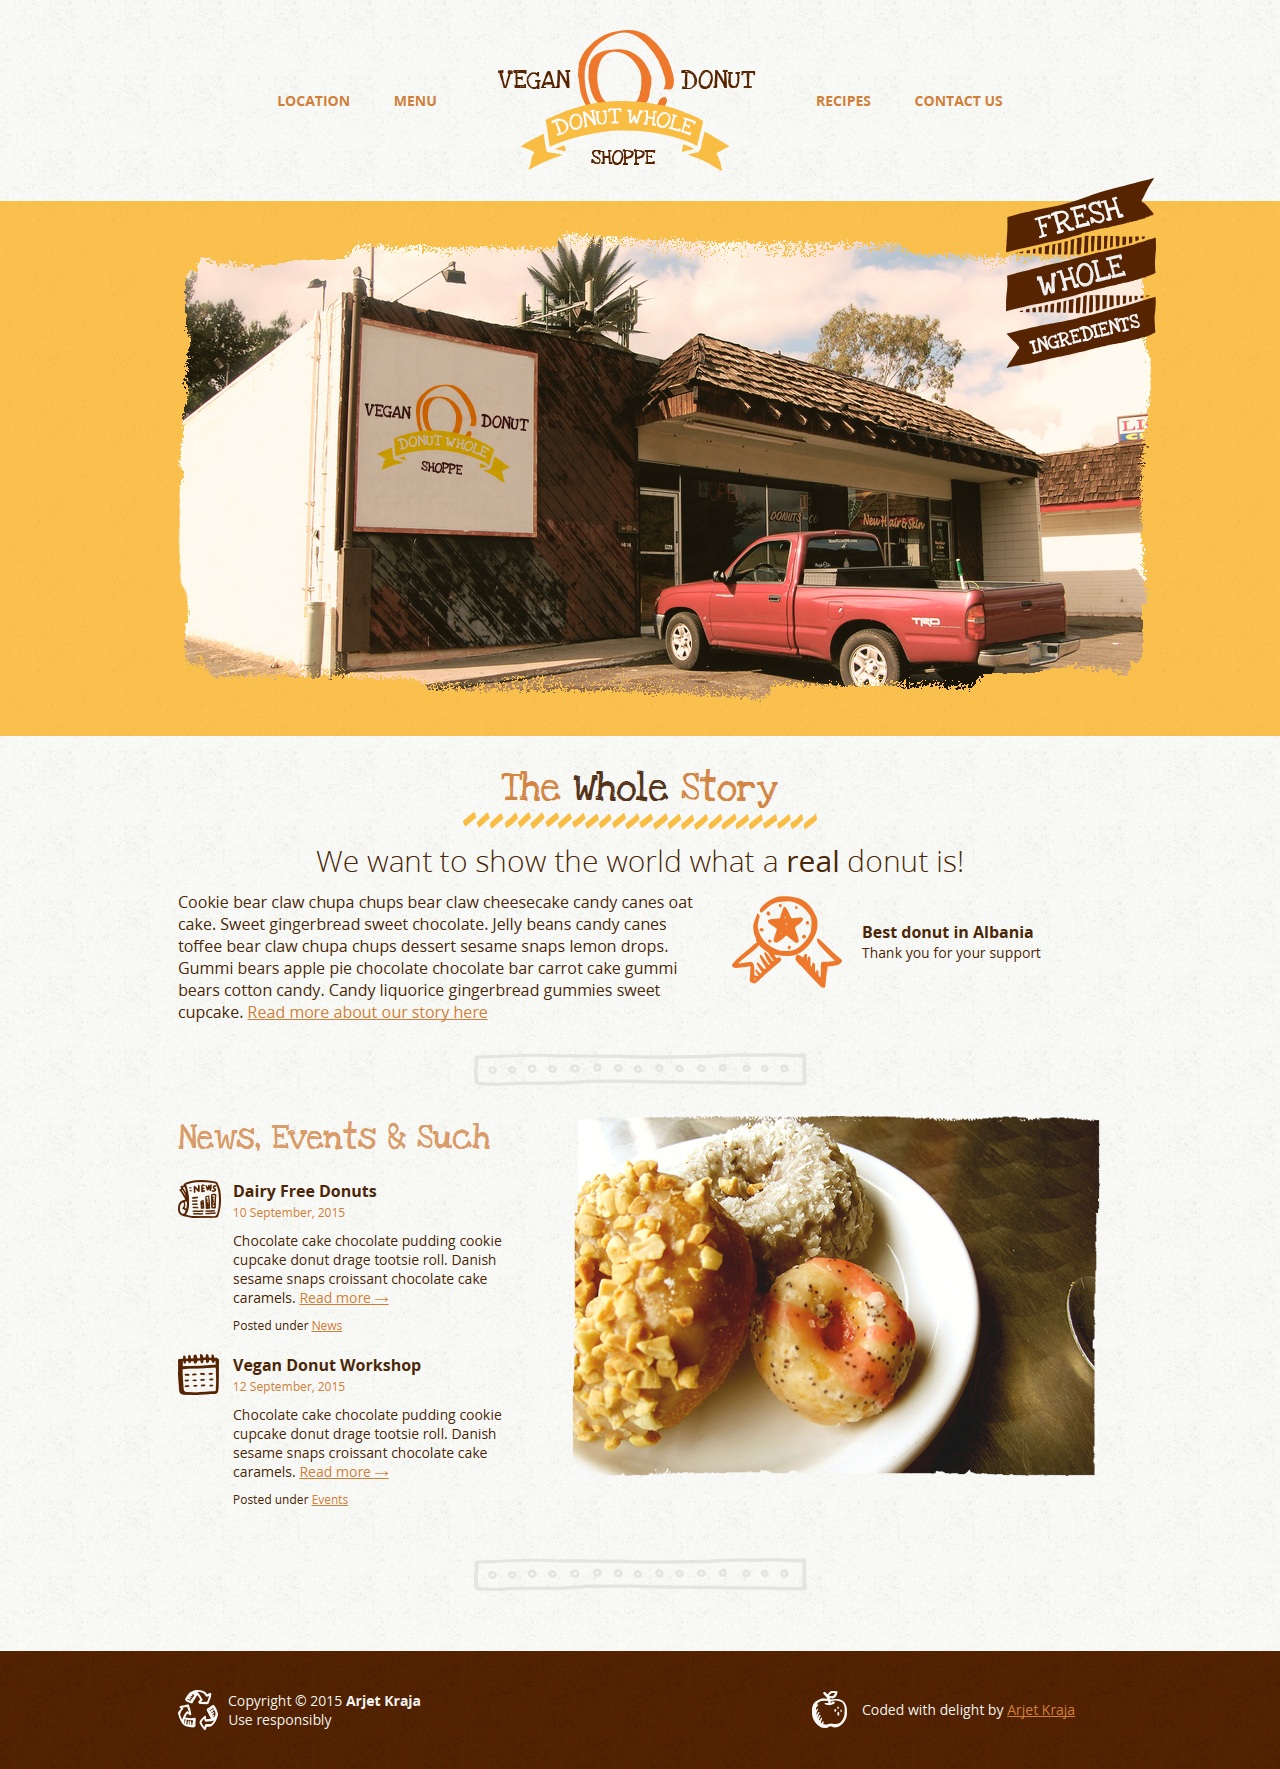 LOCATION
MENU
VEGAN DONUT
DONUT WHOLE
SHOPPE
RECIPES
CONTACT US
FRESH
WHOLE
INGREDIENTS
VEGAN DONUT
DONUT WHOLE
SHOPPE
DONUTS
New Hair & Skin
TRD
The Whole Story
We want to show the world what a real donut is!
Cookie bear claw chupa chups bear claw cheesecake candy canes oat
cake. Sweet gingerbread sweet chocolate. Jelly beans candy canes
toffee bear claw chupa chups dessert sesame snaps lemon drops.
Gummi bears apple pie chocolate chocolate bar carrot cake gummi
bears cotton candy. Candy liquorice gingerbread gummies sweet
cupcake. Read more about our story here
Best donut in Albania
Thank you for your support
News, Events & Such
NEWS
Dairy Free Donuts
10 September, 2015
Chocolate cake chocolate pudding cookie
cupcake donut drage tootsie roll. Danish
sesame snaps croissant chocolate cake
caramels. Read more →
Posted under News
Vegan Donut Workshop
12 September, 2015
Chocolate cake chocolate pudding cookie
cupcake donut drage tootsie roll. Danish
sesame snaps croissant chocolate cake
caramels. Read more →
Posted under Events
Copyright © 2015 Arjet Kraja
Use responsibly
Coded with delight by Arjet Kraja